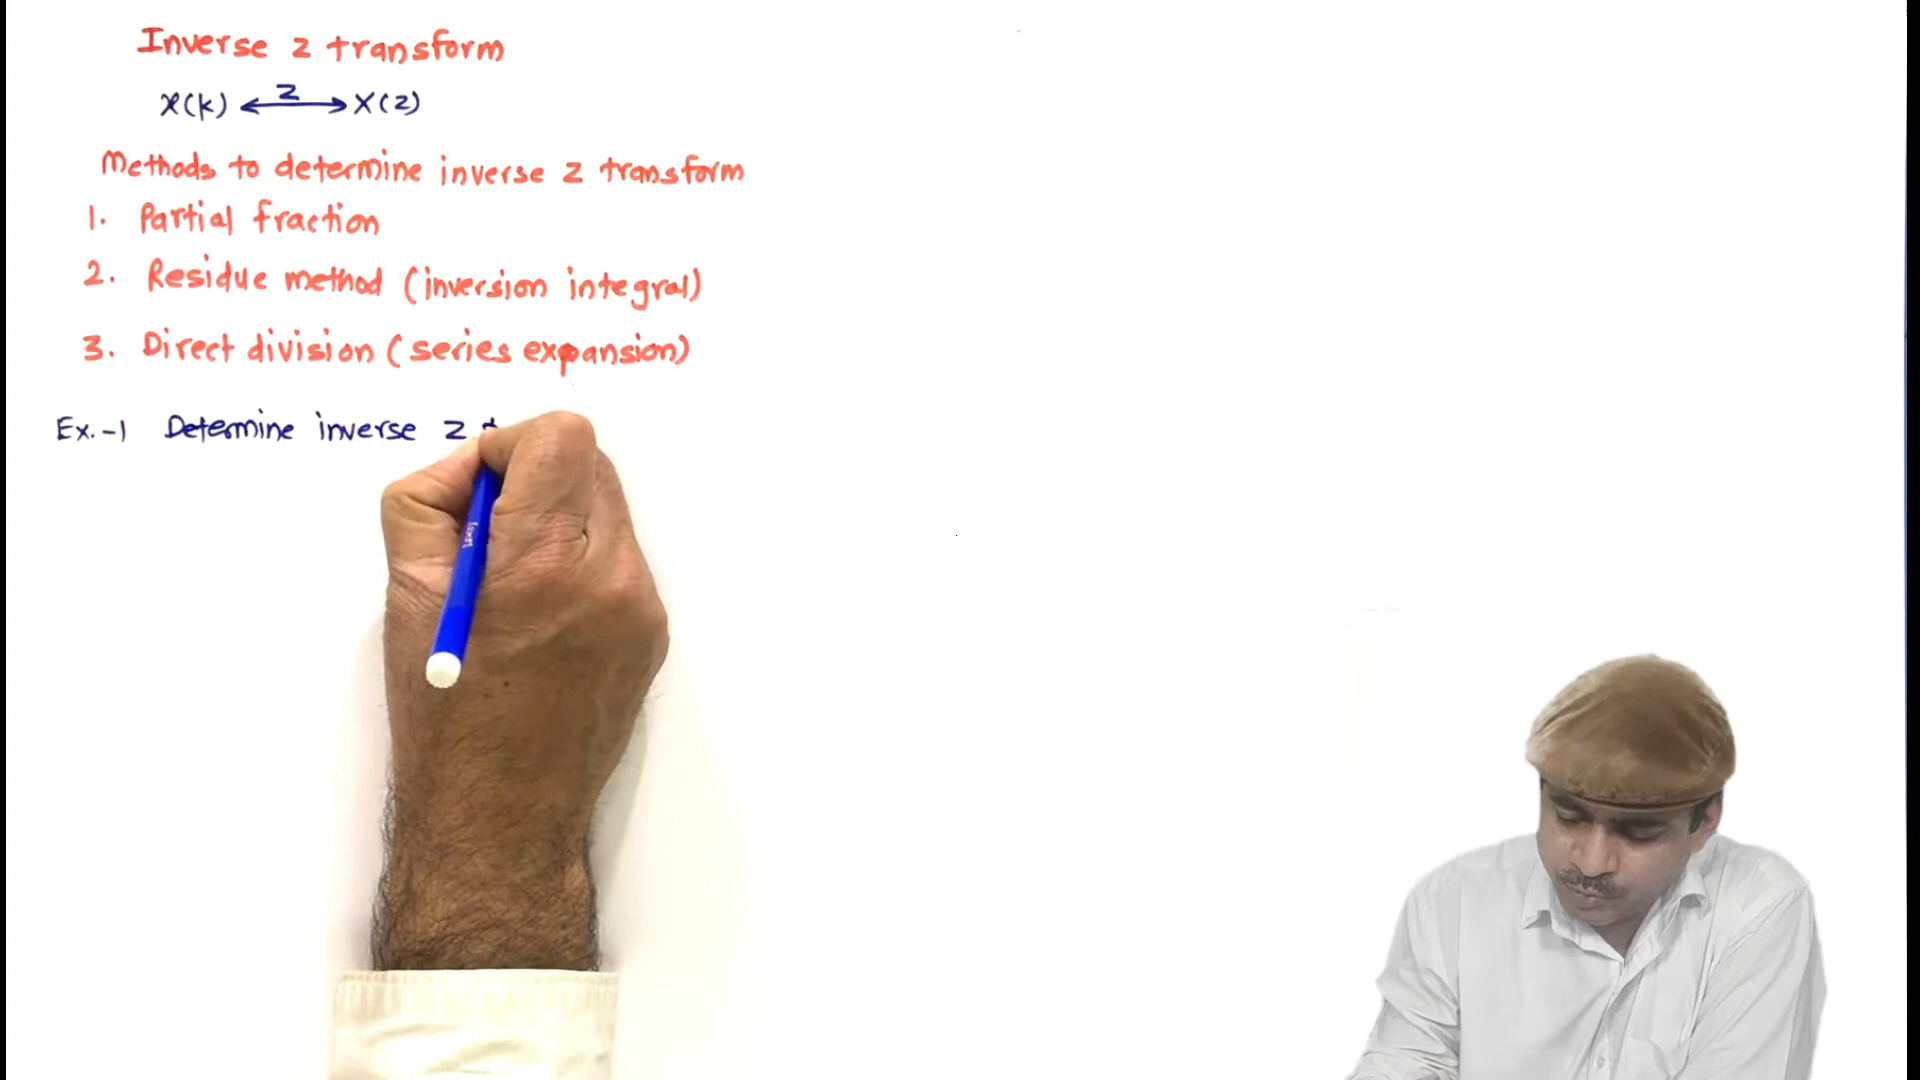 Inverse z transform
x(k) ⟷ X(z)
z
Methods to determine inverse z transform
1. Partial fraction
2. Residue method (inversion integral)
3. Direct division (series expansion)
Ex.-1 Determine inverse z